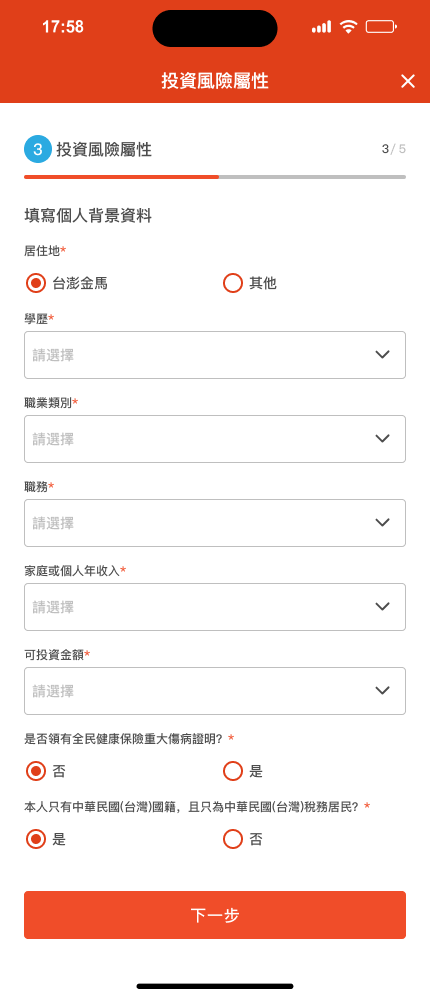 17:58
投資風險屬性
3 投資風險屬性 3/5
填寫個人背景資料
居住地*
台澎金馬 其他
學歷*
請選擇
職業類別*
請選擇
職務*
請選擇
家庭或個人年收入*
請選擇
可投資金額*
請選擇
是否領有全民健康保險重大傷病證明? *
否 是
本人只有中華民國(台灣)國籍，且只為中華民國(台灣)稅務居民? *
是 否
下一步